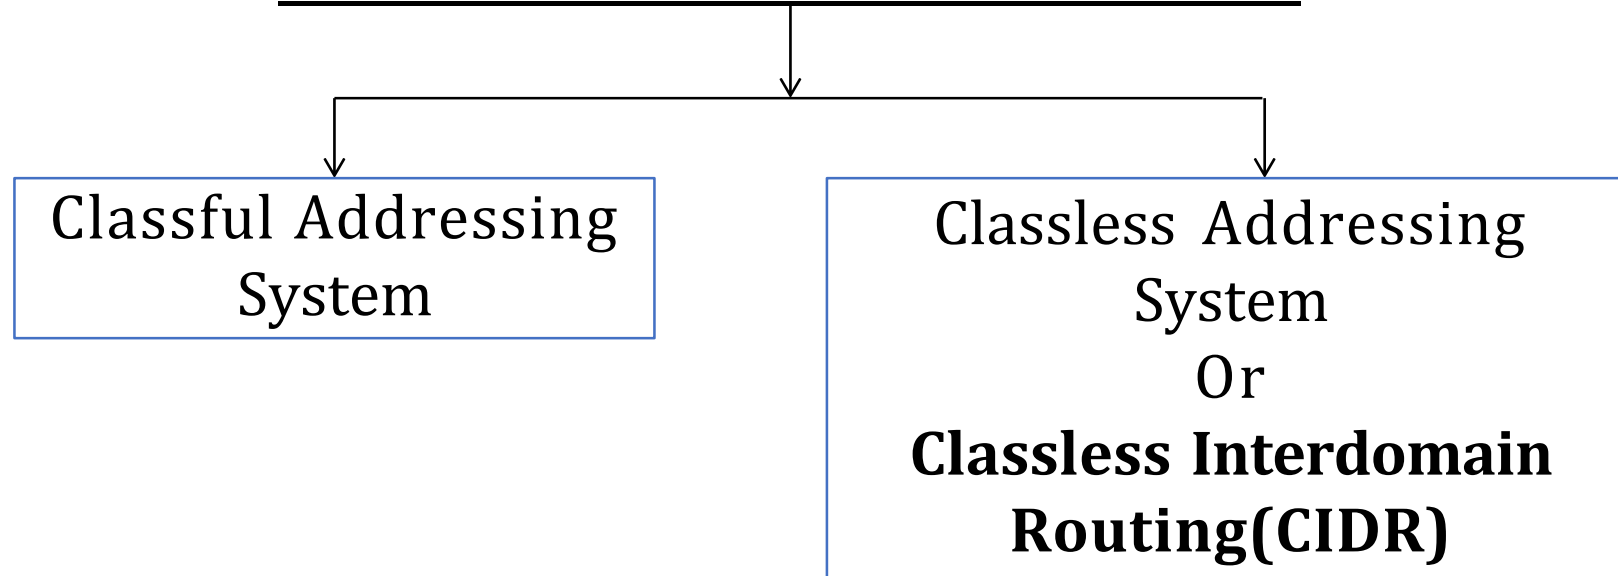 Classful Addressing
System
Classless Addressing
System
Or
Classless Interdomain
Routing(CIDR)